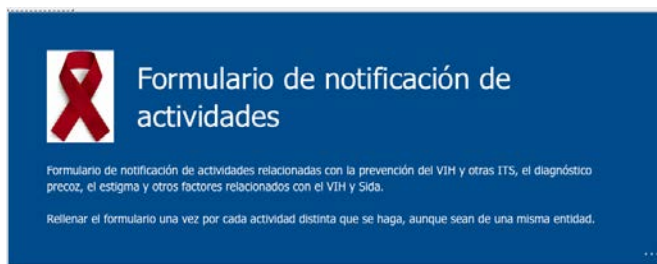 Formulario de notificación de
actividades
Formulario de notificación de actividades relacionadas con la prevención del VIH y otras ITS, el diagnóstico
precoz, el estigma y otros factores relacionados con el VIH y Sida.
Rellenar el formulario una vez por cada actividad distinta que se haga, aunque sean de una misma entidad.
...